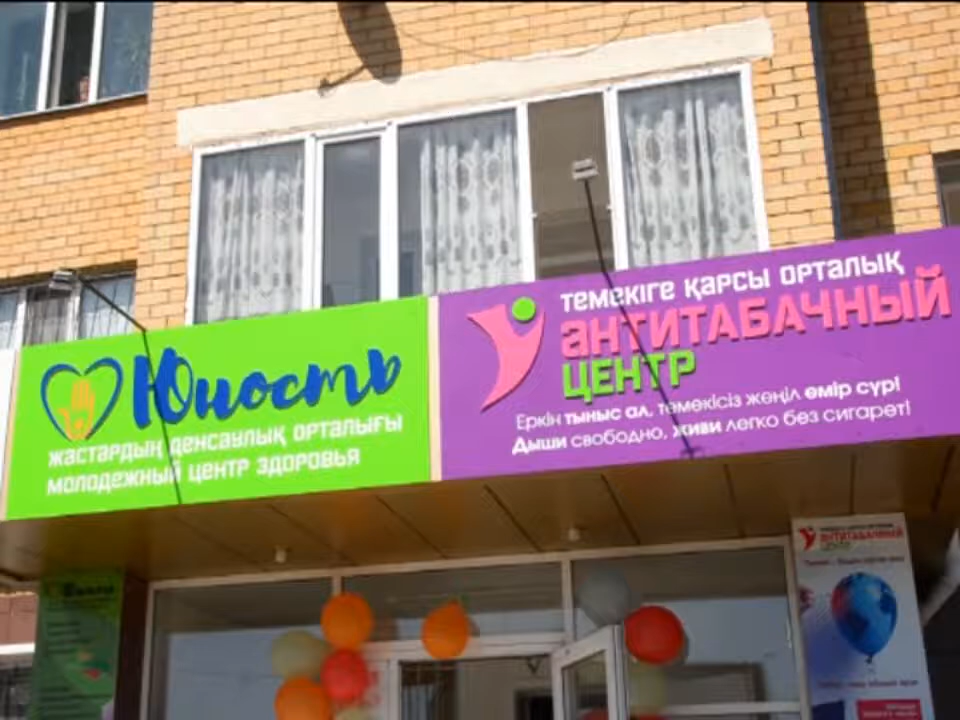 Юность
жастардың денсаулық орталығы
молодежный центр здоровья
темекіге қарсы орталық
антитабачный
центр
Еркін тыныс ал, темекісіз жеңіл өмір сүр!
Дыши свободно, живи легко без сигарет!
антитабачный
центр